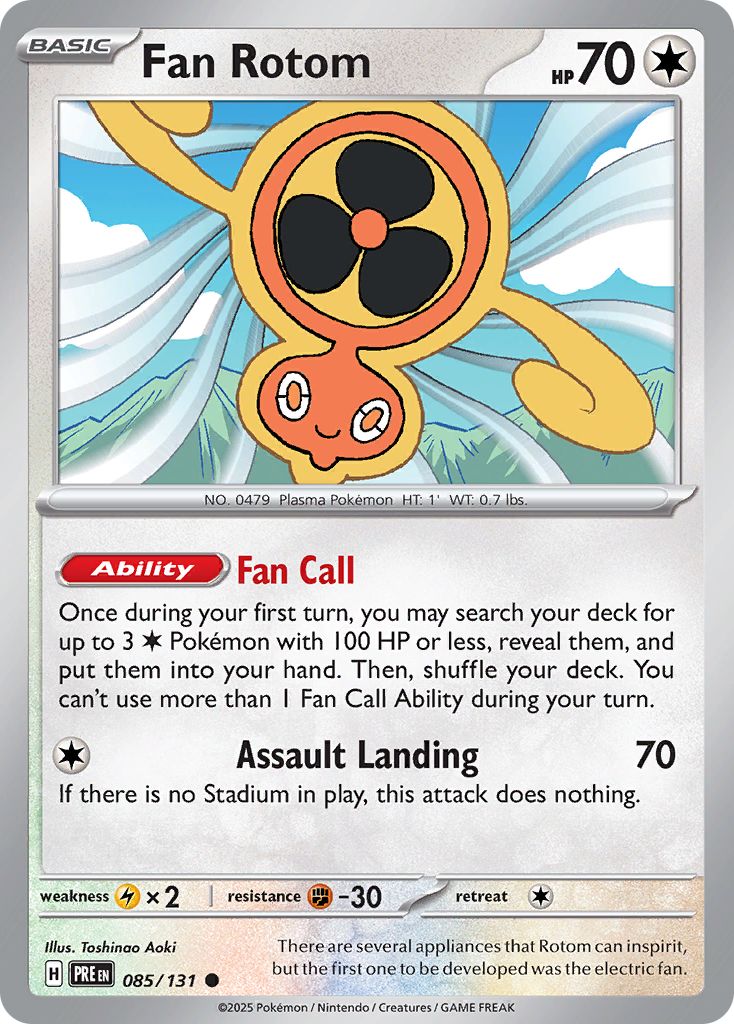 BASIC
Fan Rotom
HP 70
NO. 0479 Plasma Pokémon HT: 1' WT: 0.7 lbs.
Ability Fan Call
Once during your first turn, you may search your deck for
up to 3 Pokémon with 100 HP or less, reveal them, and
put them into your hand. Then, shuffle your deck. You
can't use more than 1 Fan Call Ability during your turn.
Assault Landing 70
If there is no Stadium in play, this attack does nothing.
weakness ×2 resistance -30 retreat
Illus. Toshinao Aoki
There are several appliances that Rotom can inspirit,
but the first one to be developed was the electric fan.
H PRE EN 085/131
©2025 Pokémon / Nintendo / Creatures / GAME FREAK